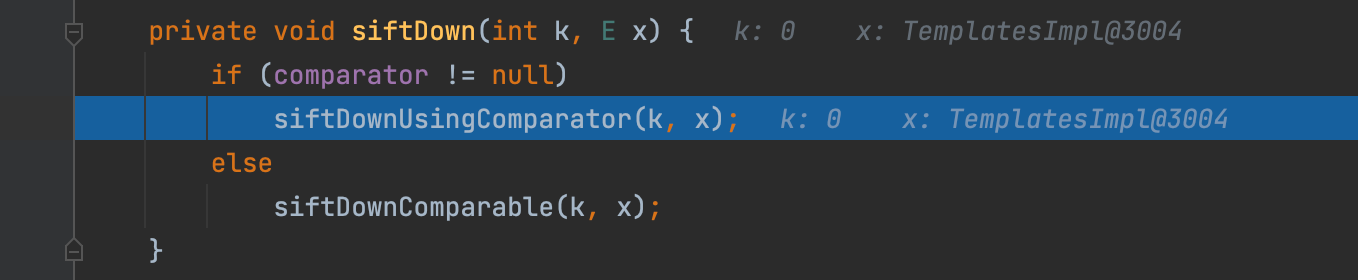 private void siftDown(int k, E x) {   k: 0    x: TemplatesImpl@3004
    if (comparator != null)
        siftDownUsingComparator(k, x);   k: 0    x: TemplatesImpl@3004
    else
        siftDownComparable(k, x);
}